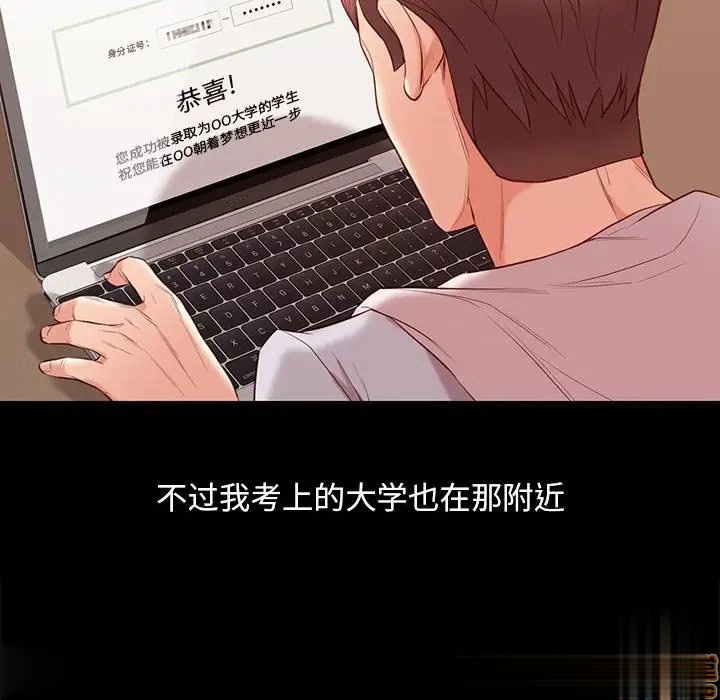 身分证号：
恭喜!
您成功被录取为OO大学的学生
祝您能在OO朝着梦想更近一步
不过我考上的大学也在那附近